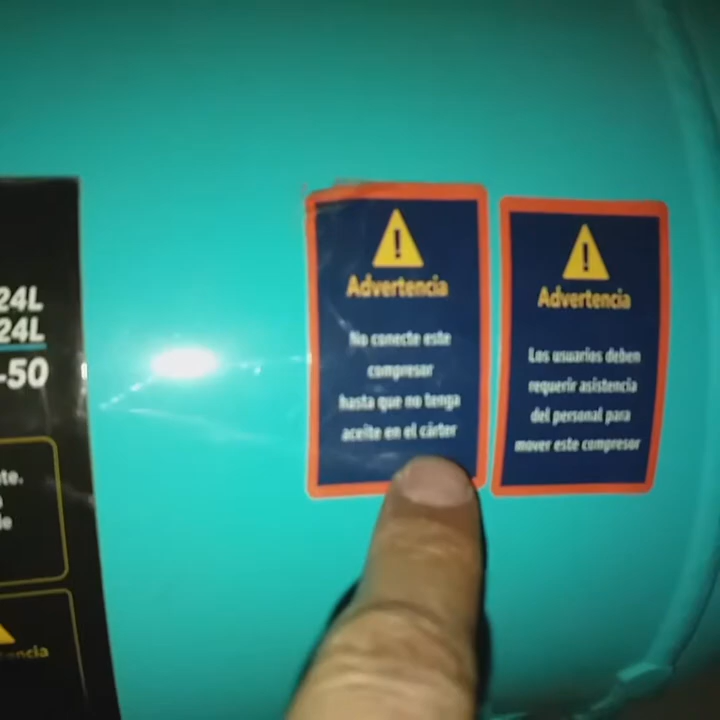 24L
24L
-50
te.
Advertencia
No conecte este
compresor
hasta que no tenga
aceite en el cárter
Advertencia
Los usuarios deben
requerir asistencia
del personal para
mover este compresor